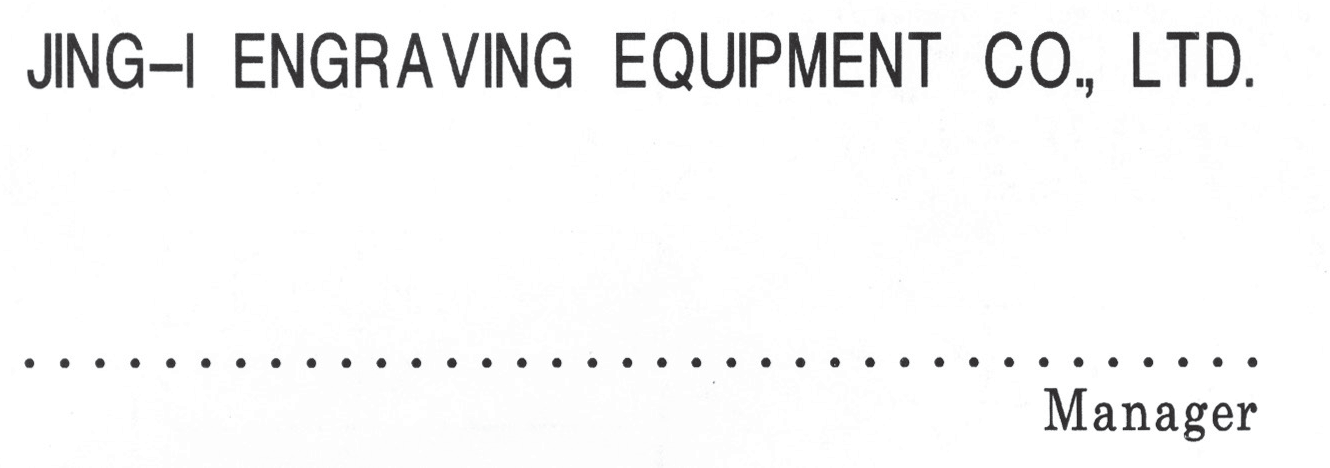 JING-I ENGRAVING EQUIPMENT CO., LTD.
....................................
Manager